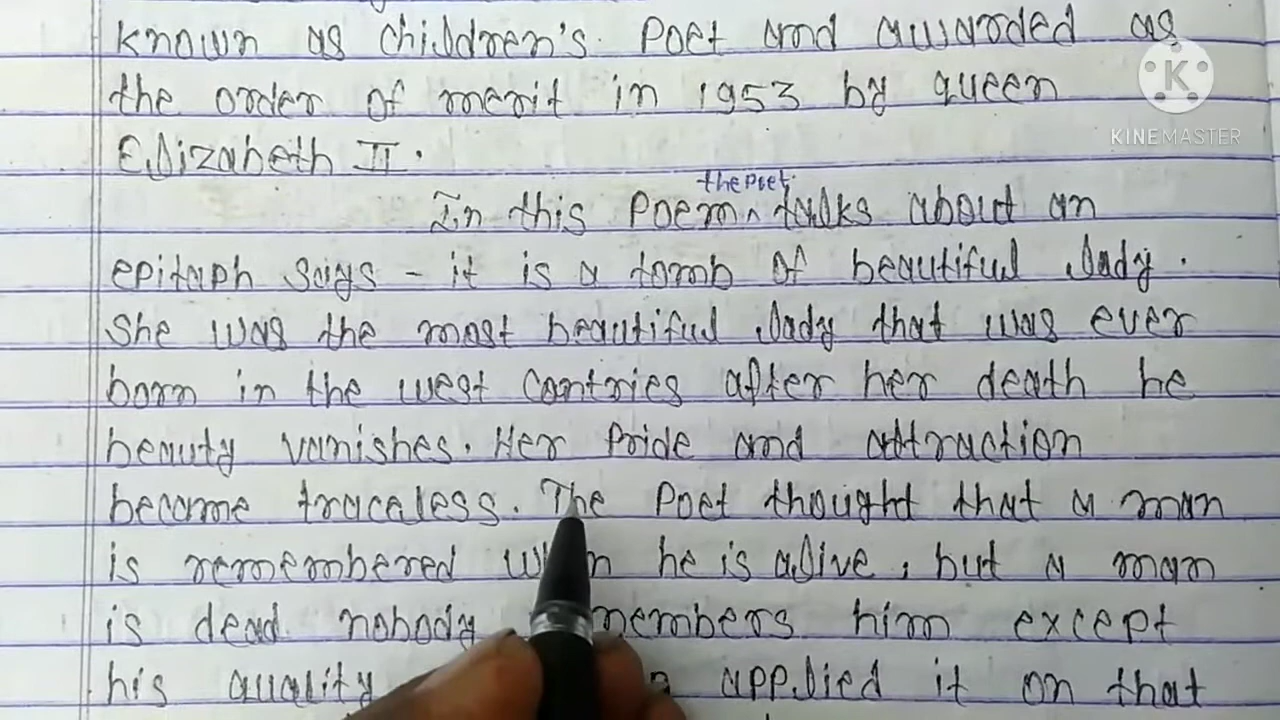 known as children's. Poet and awarded as
the order of merit in 1953 by queen
Elizabeth II.
the poet.
In this Poem ^ talks about an
epitaph says - it is a tomb of beautiful lady.
She was the most beautiful lady that was ever
born in the west contries after her death he
beauty vanishes. Her Pride and attraction
become traceless. The Poet thought that a man
is remembered he is alive, but a man
is dead nobody him except
his quality applied it on that
K
KINEMASTER